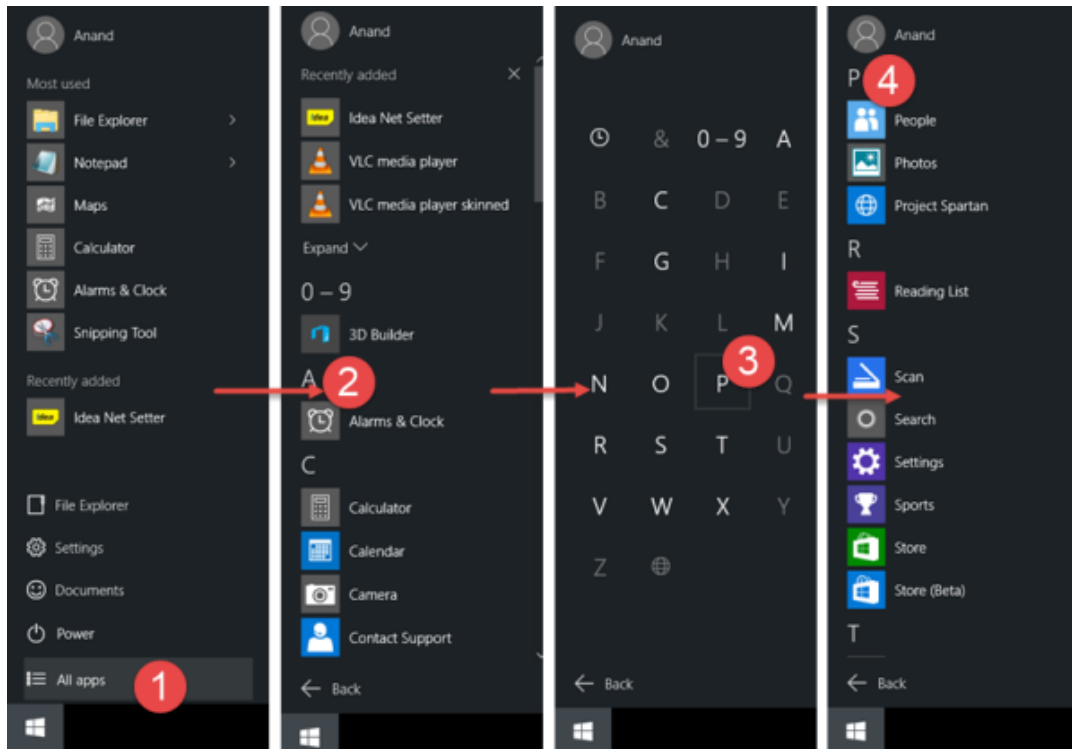 Anand
Most used
File Explorer
Notepad
Maps
Calculator
Alarms & Clock
Snipping Tool
Recently added
Idea
Idea Net Setter
File Explorer
Settings
Documents
Power
All apps
1
Anand
Recently added
Idea
Idea Net Setter
VLC media player
VLC media player skinned
Expand
0 – 9
3D Builder
A
2
Alarms & Clock
C
Calculator
Calendar
Camera
Contact Support
Back
Anand
& 0 – 9 A
B C D E
F G H I
J K L M
3
N O P Q
R S T U
V W X Y
Z
Back
Anand
P
4
People
Photos
Project Spartan
R
Reading List
S
Scan
Search
Settings
Sports
Store
Store (Beta)
T
Back